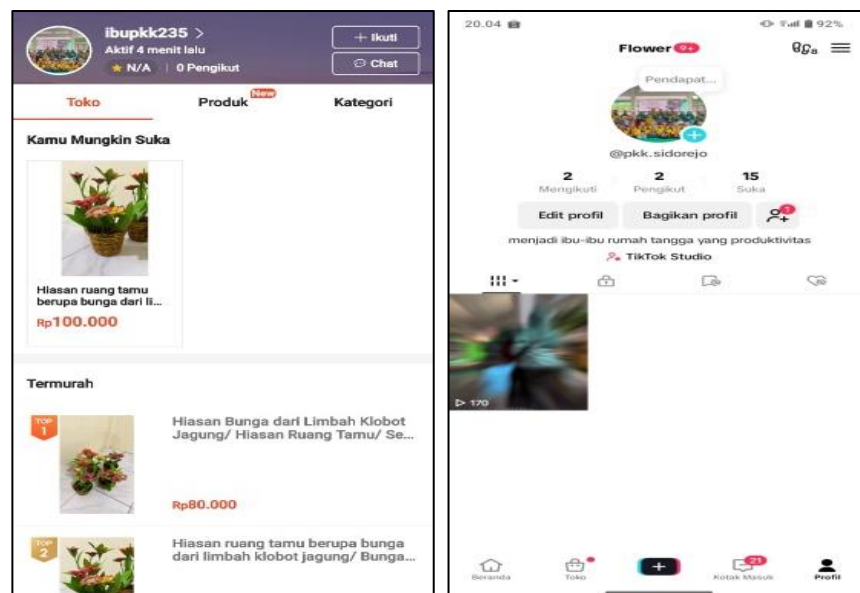 ibupkk235 >
+ Ikuti
Aktif 4 menit lalu
N/A | 0 Pengikut
Chat
Toko
Produk
New
Kategori
Kamu Mungkin Suka
Hiasan ruang tamu
berupa bunga dari li...
Rp100.000
Termurah
TOP
1
Hiasan Bunga dari Limbah Klobot
Jagung/ Hiasan Ruang Tamu/ Se...
Rp80.000
TOP
2
Hiasan ruang tamu berupa bunga
dari limbah klobot jagung/ Bunga...
20.04
92%
Flower 9+
8
Pendapat...
@pkk.sidorejo
2 2 15
Mengikuti Pengikut Suka
Edit profil Bagikan profil 1
menjadi ibu-ibu rumah tangga yang produktivitas
TikTok Studio
170
21
Beranda Toko Kotak Masuk Profil